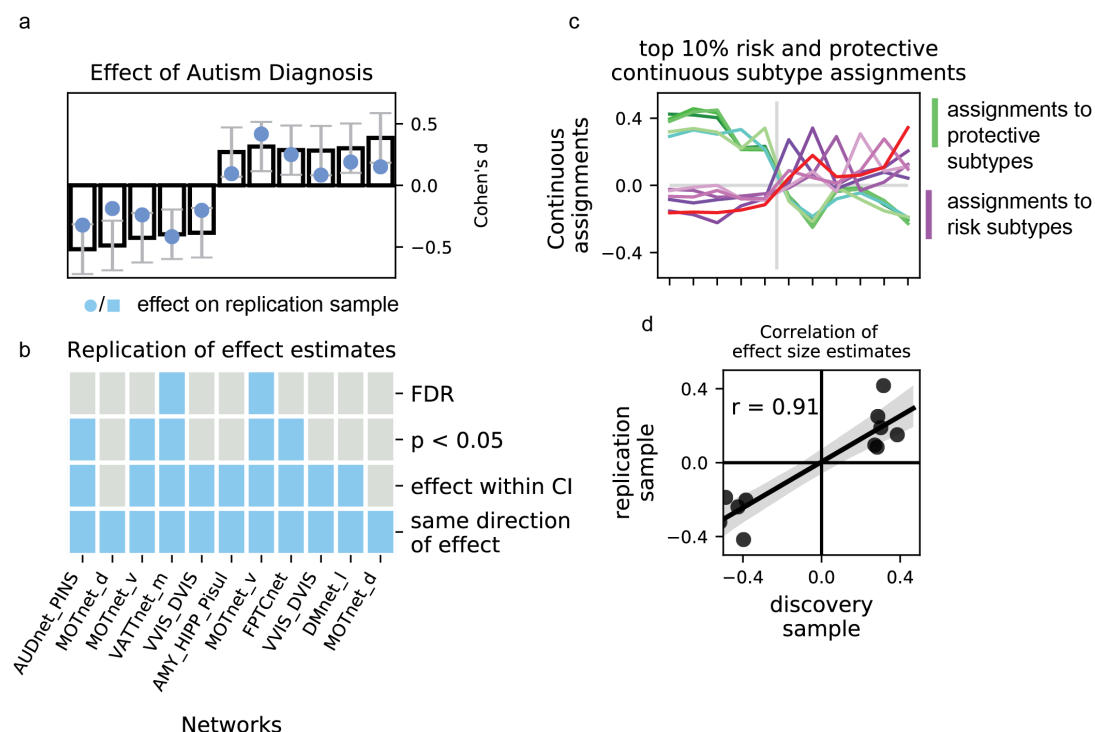 a
Effect of Autism Diagnosis
0.5
0.0
−0.5
Cohen's d
/ effect on replication sample
b
Replication of effect estimates
FDR
p < 0.05
effect within CI
same direction
of effect
AUDnet_PINS
MOTnet_d
MOTnet_v
VATTnet_m
VVIS_DVIS
AMY_HIPP_Pisul
MOTnet_v
FPTCnet
VVIS_DVIS
DMnet_l
MOTnet_d
Networks
c
top 10% risk and protective
continuous subtype assignments
0.4
0.0
−0.4
Continuous
assignments
assignments to
protective
subtypes
assignments to
risk subtypes
d
Correlation of
effect size estimates
r = 0.91
0.4
0.0
−0.4
replication
sample
−0.4
0.0
0.4
discovery
sample